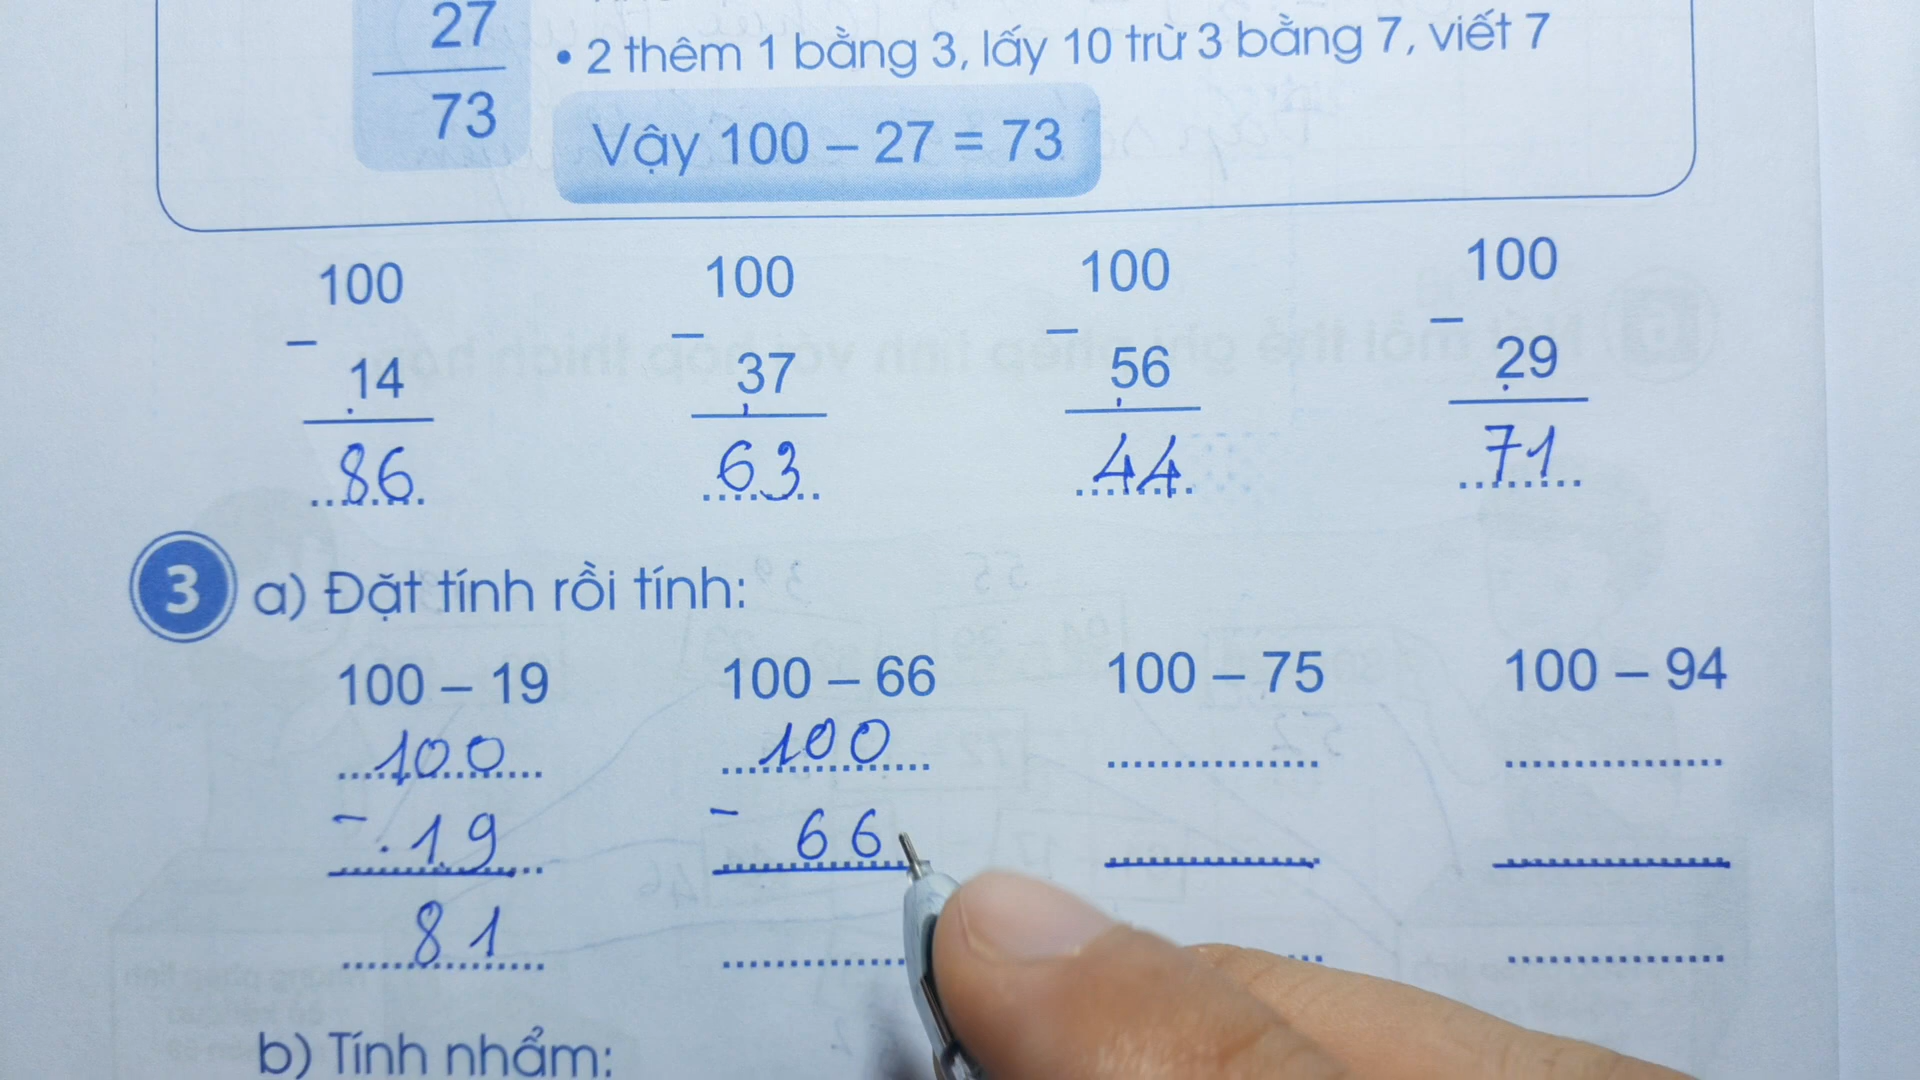 27
• 2 thêm 1 bằng 3, lấy 10 trừ 3 bằng 7, viết 7
73
Vậy 100 – 27 = 73
100 100 100 100
– – – –
14 37 56 29
86 63 44 71
3 a) Đặt tính rồi tính:
100 – 19 100 – 66 100 – 75 100 – 94
100 100
– 19 – 66
81
b) Tính nhẩm: